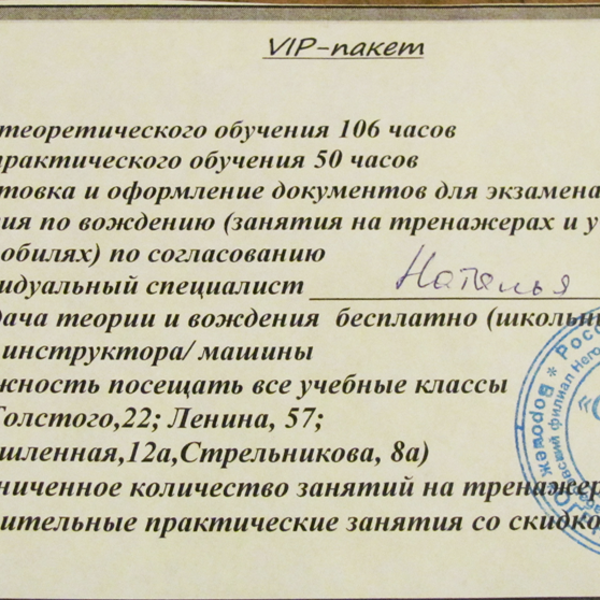 VIP-пакет
теоретического обучения 106 часов
практического обучения 50 часов
товка и оформление документов для экзамена
ия по вождению (занятия на тренажерах и у
обилях) по согласованию
идуальный специалист Наталья
дача теории и вождения бесплатно (школьн
инструктора/ машины
жность посещать все учебные классы
Толстого,22; Ленина, 57;
шленная,12а,Стрельникова, 8а)
ниченное количество занятий на тренажер
ительные практические занятия со скидко